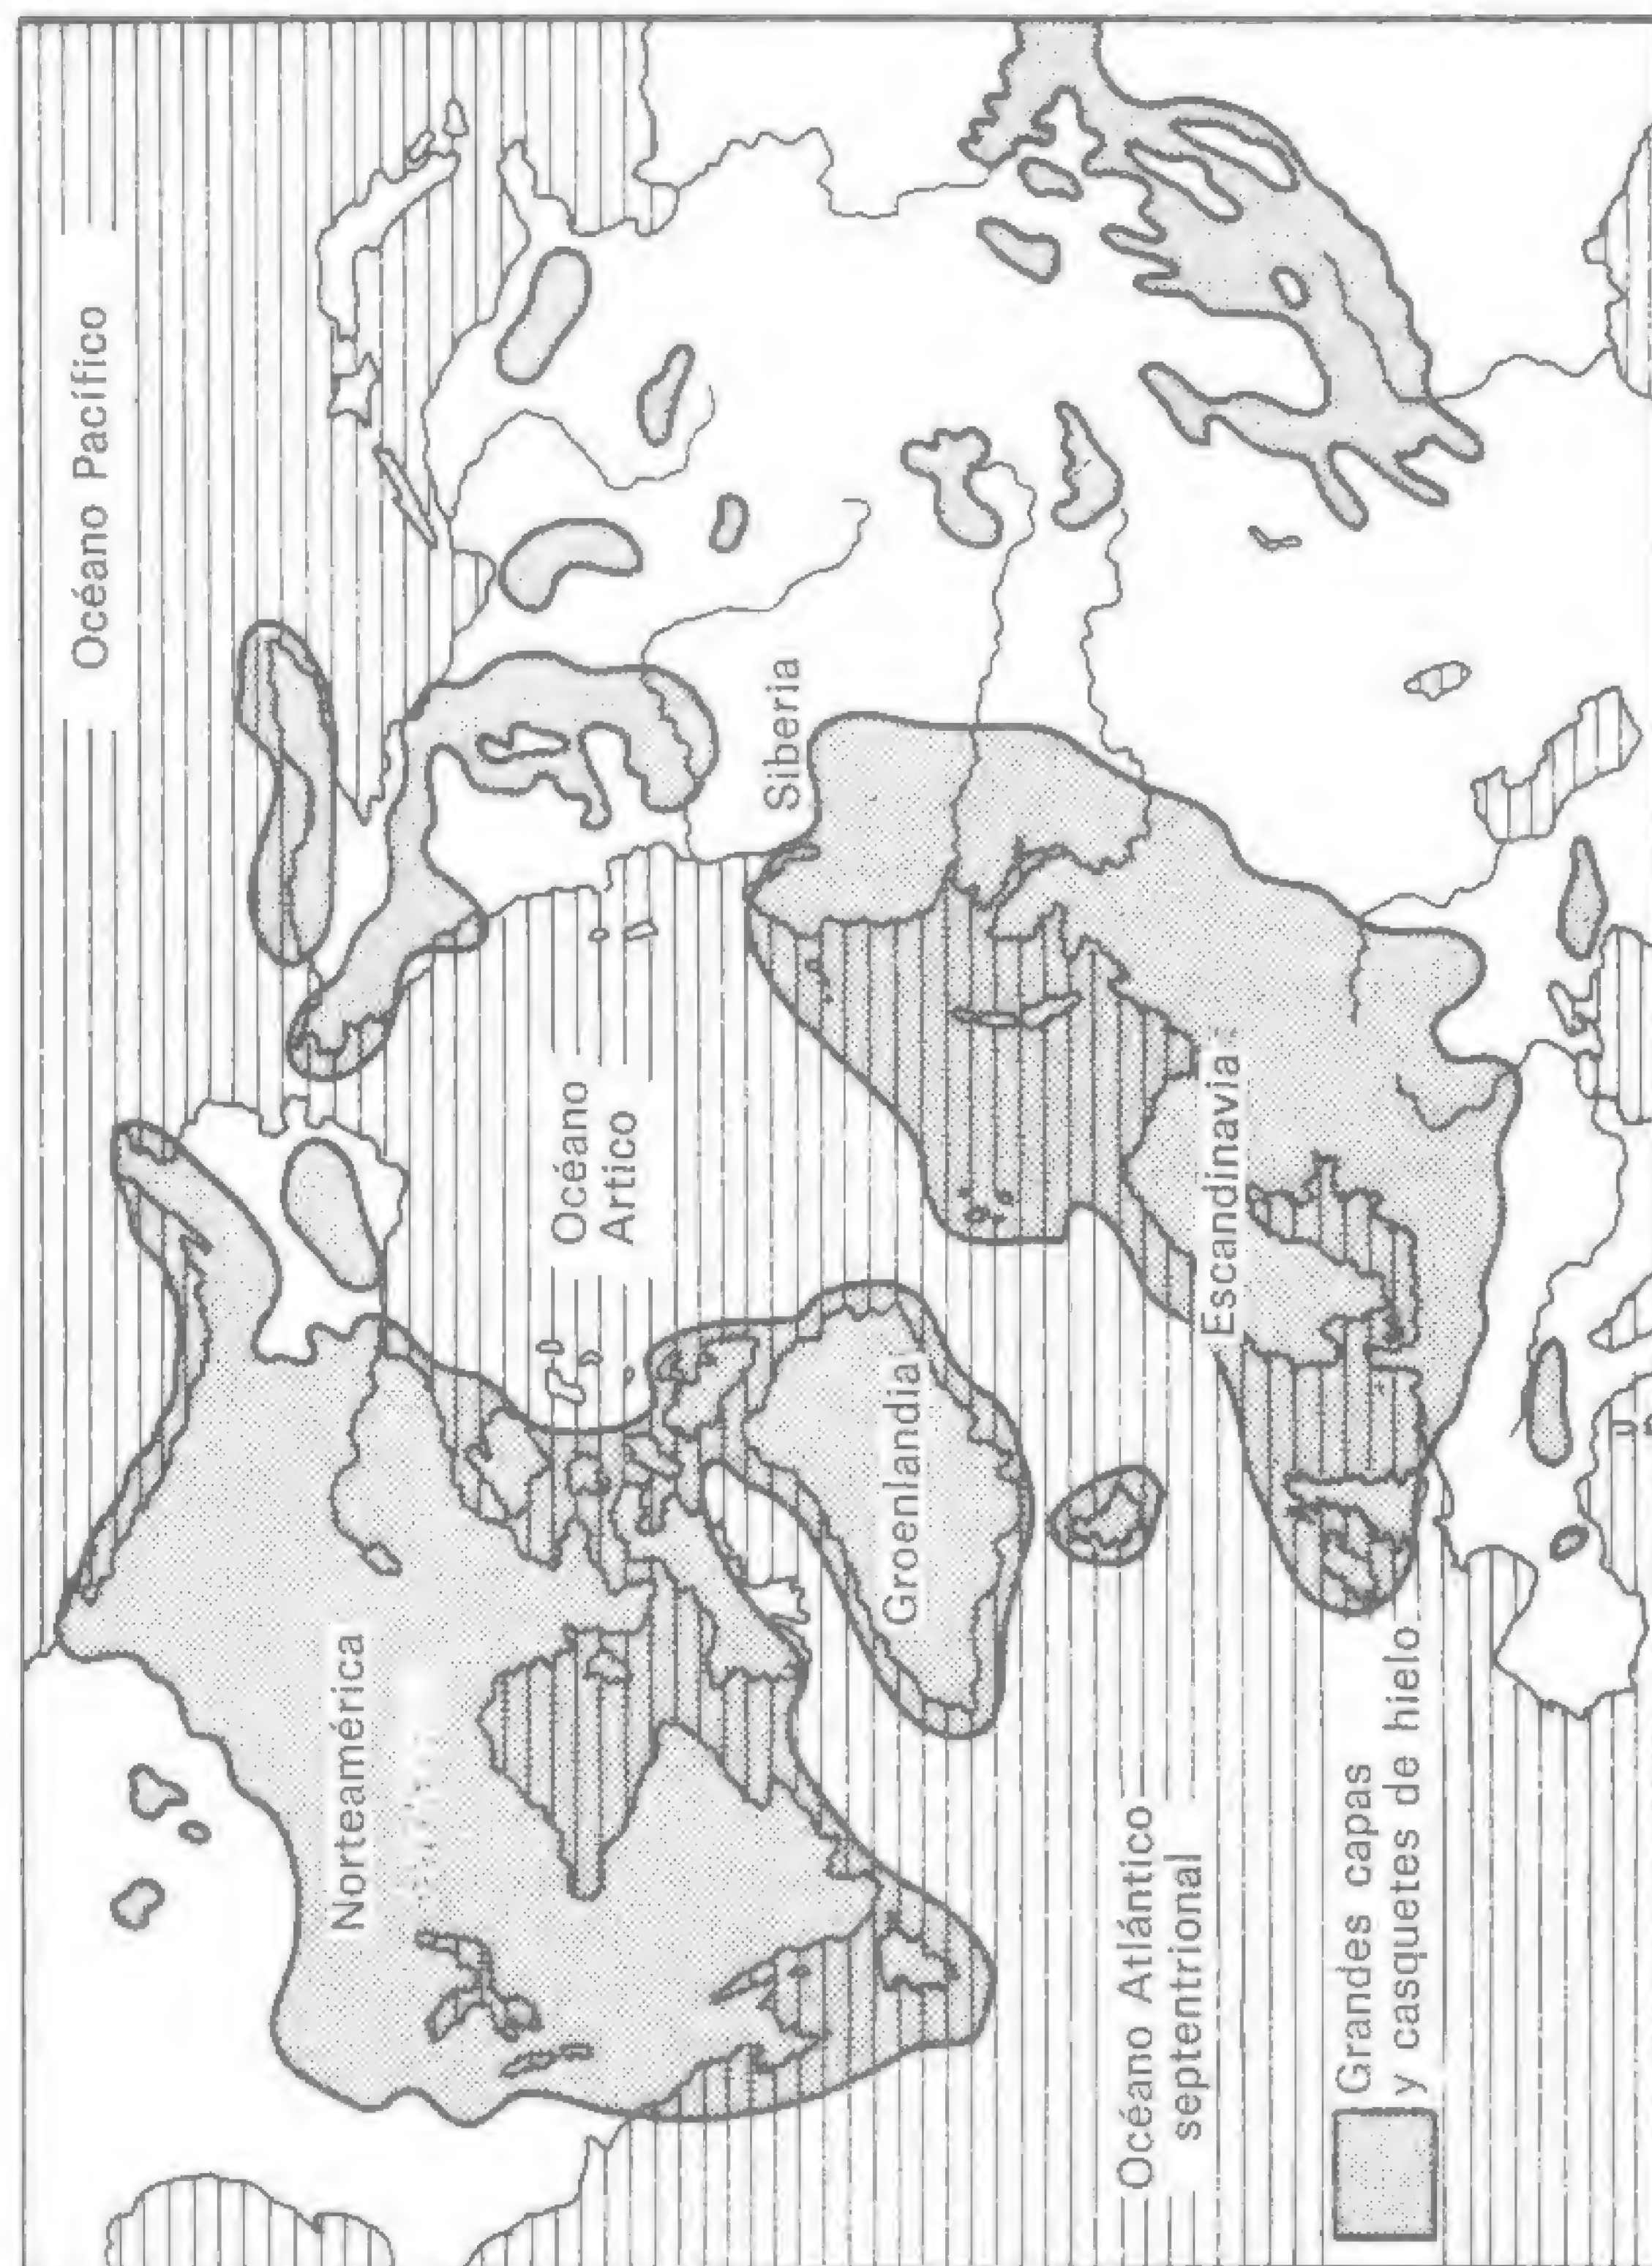 Océano Pacífico
Siberia
Océano
Artico
Escandinavia
Groenlandia
Norteamérica
Océano Atlántico
septentrional
Grandes capas
y casquetes de hielo